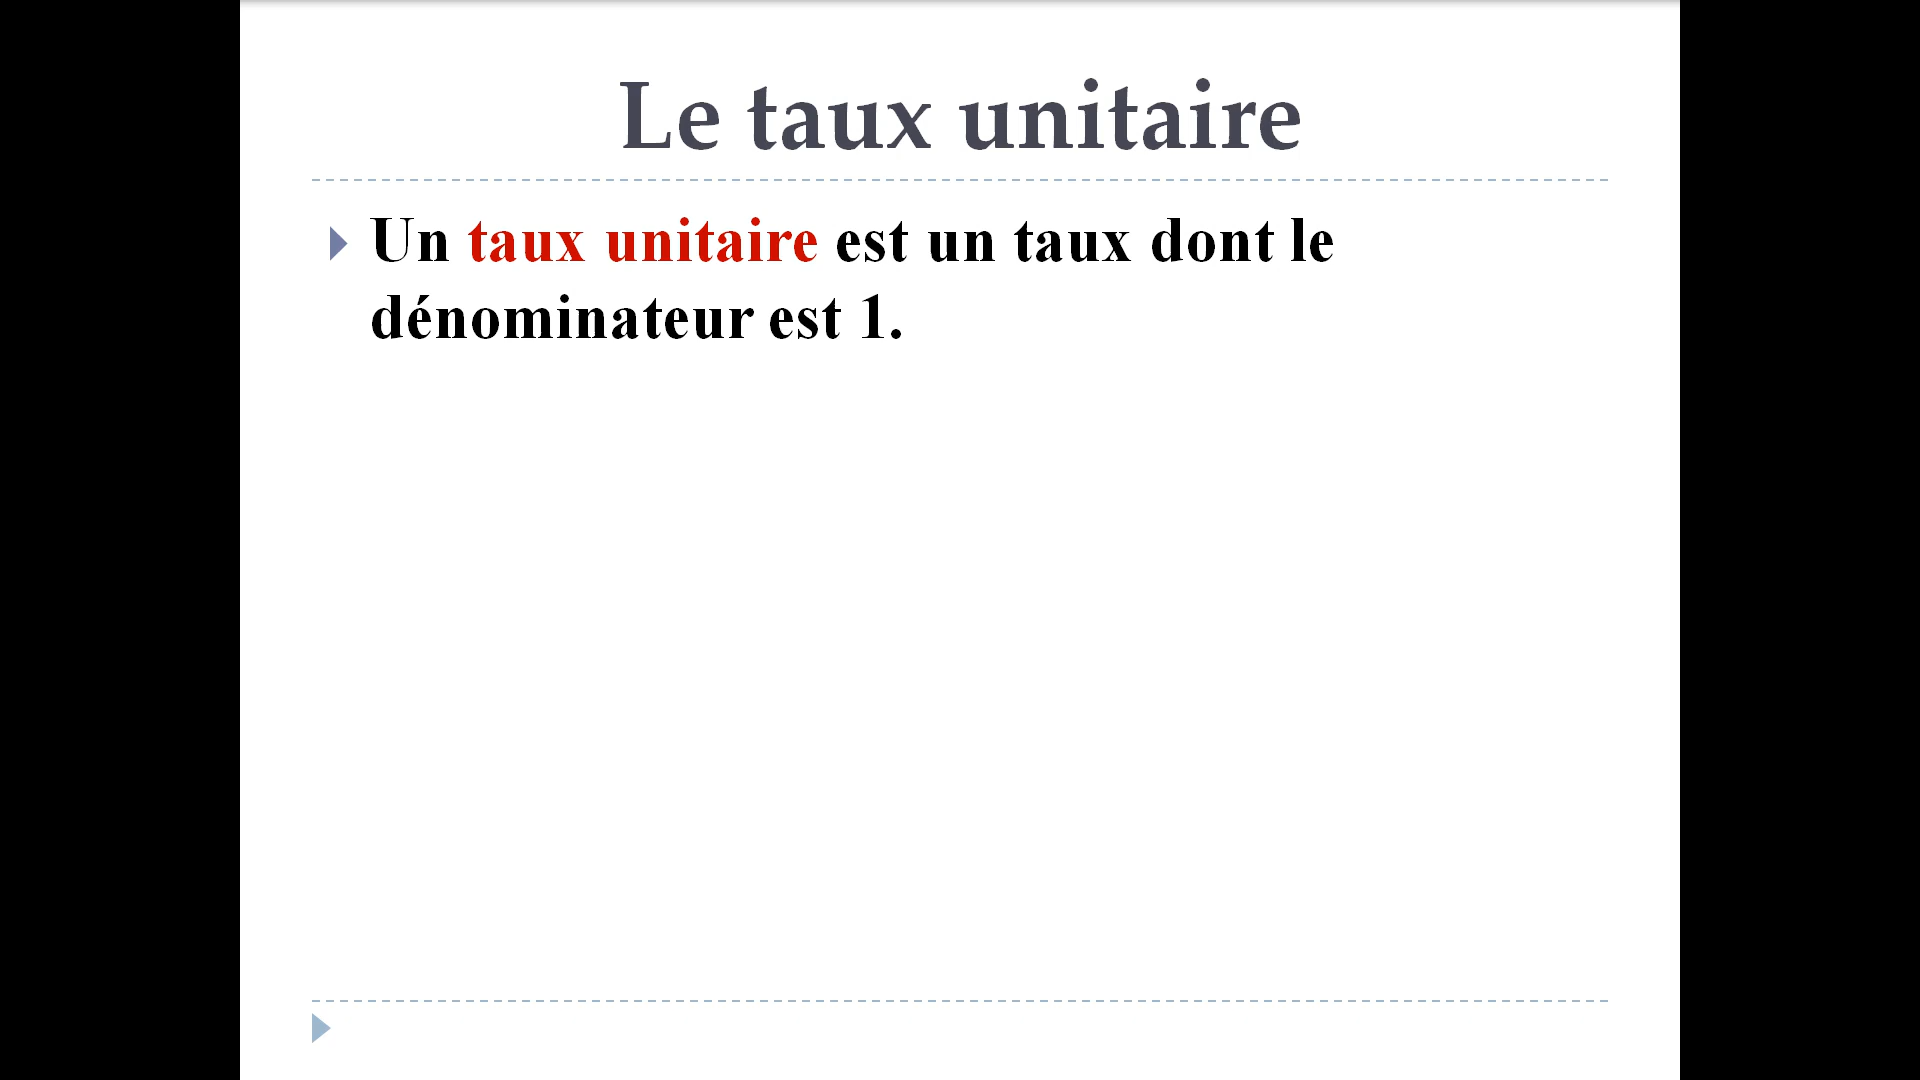 Le taux unitaire
Un taux unitaire est un taux dont le
dénominateur est 1.